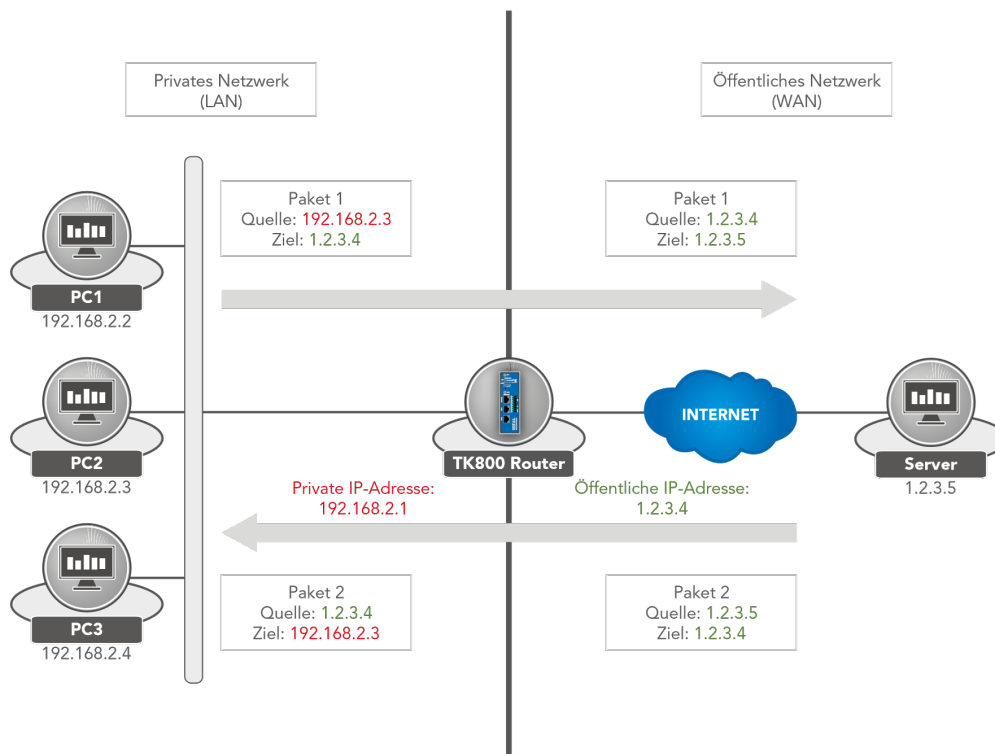 Privates Netzwerk
(LAN)
Öffentliches Netzwerk
(WAN)
Paket 1
Quelle: 192.168.2.3
Ziel: 1.2.3.4
Paket 1
Quelle: 1.2.3.4
Ziel: 1.2.3.5
PC1
192.168.2.2
PC2
192.168.2.3
TK800 Router
INTERNET
Server
1.2.3.5
Private IP-Adresse:
192.168.2.1
Öffentliche IP-Adresse:
1.2.3.4
Paket 2
Quelle: 1.2.3.4
Ziel: 192.168.2.3
Paket 2
Quelle: 1.2.3.5
Ziel: 1.2.3.4
PC3
192.168.2.4